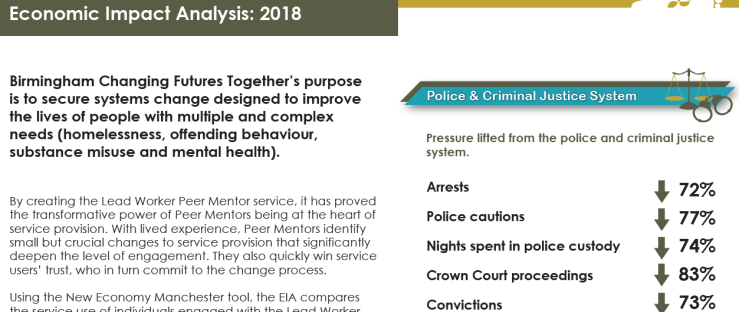 Economic Impact Analysis: 2018
Birmingham Changing Futures Together's purpose
is to secure systems change designed to improve
the lives of people with multiple and complex
needs (homelessness, offending behaviour,
substance misuse and mental health).
By creating the Lead Worker Peer Mentor service, it has proved
the transformative power of Peer Mentors being at the heart of
service provision. With lived experience, Peer Mentors identify
small but crucial changes to service provision that significantly
deepen the level of engagement. They also quickly win service
users' trust, who in turn commit to the change process.
Using the New Economy Manchester tool, the EIA compares
the service use of individuals engaged with the Lead Worker
Police & Criminal Justice System
Pressure lifted from the police and criminal justice
system.
Arrests 72%
Police cautions 77%
Nights spent in police custody 74%
Crown Court proceedings 83%
Convictions 73%